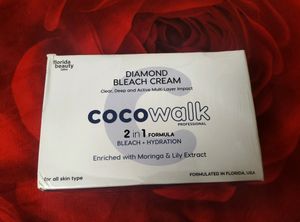 florida
beauty
DIAMOND
BLEACH CREAM
Clear, Deep and Active Multi-Layer Impact
cocowalk
PROFESSIONAL
2 in 1 FORMULA
BLEACH + HYDRATION
Enriched with Moringa & Lily Extract
for all skin type
FORMULATED IN FLORIDA, USA